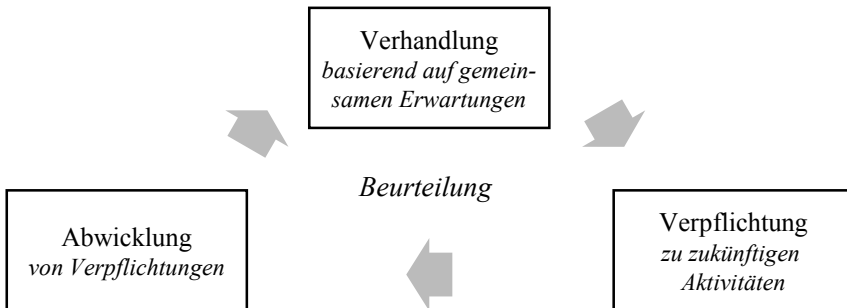 Verhandlung
basierend auf gemein-
samen Erwartungen
Beurteilung
Abwicklung
von Verpflichtungen
Verpflichtung
zu zukünftigen
Aktivitäten